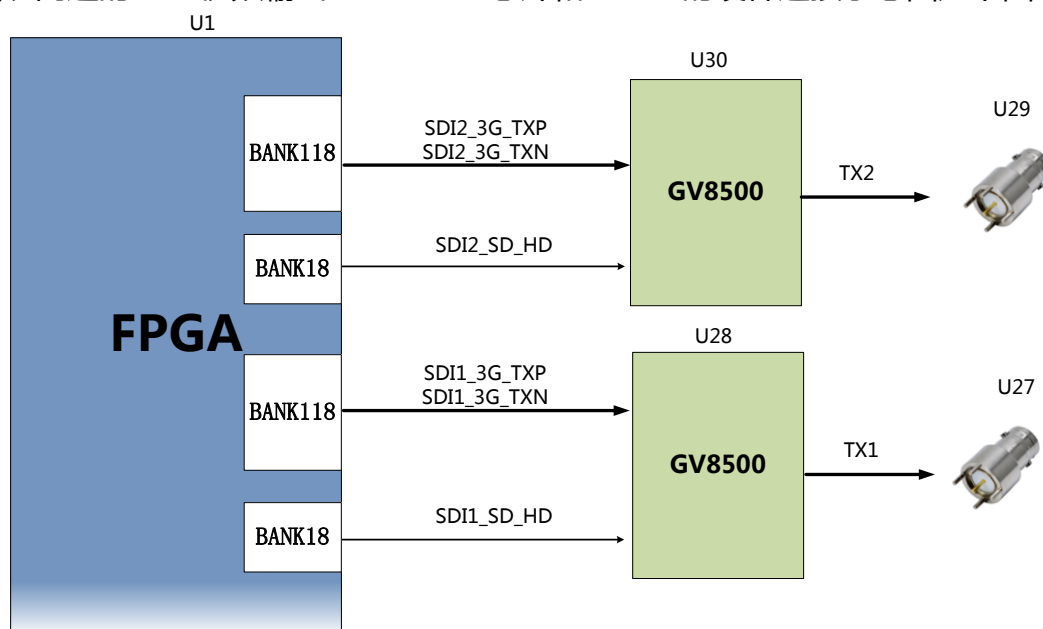 U1
U30
U29
BANK118
SDI2_3G_TXP
SDI2_3G_TXN
GV8500
TX2
BANK18
SDI2_SD_HD
FPGA
U28
U27
BANK118
SDI1_3G_TXP
SDI1_3G_TXN
GV8500
TX1
BANK18
SDI1_SD_HD